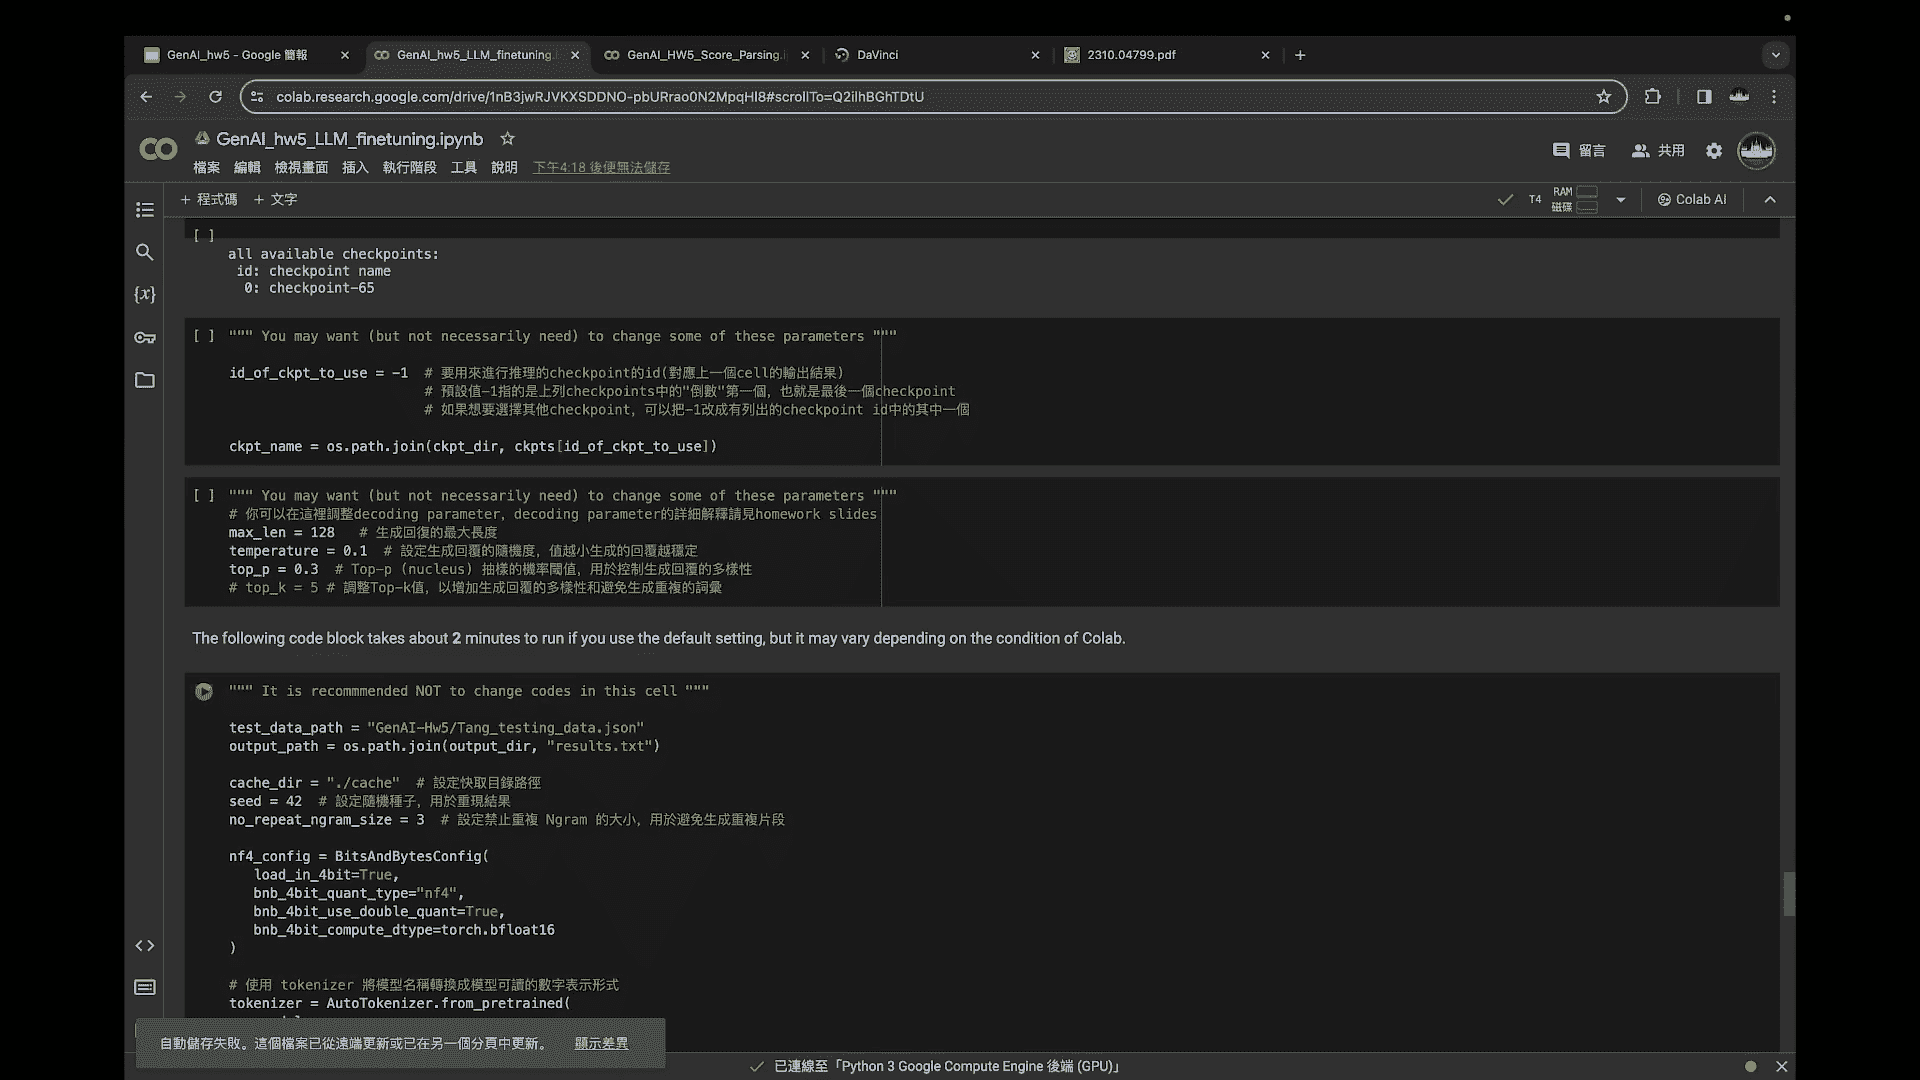 GenAI_hw5 - Google 簡報
GenAI_hw5_LLM_finetuning.
GenAI_HW5_Score_Parsing.i
DaVinci
2310.04799.pdf
colab.research.google.com/drive/1nB3jwRJVKXSDDNO-pbURrao0N2MpqHl8#scrollTo=Q2ilhBGhTDtU
GenAI_hw5_LLM_finetuning.ipynb
檔案 編輯 檢視畫面 插入 執行階段 工具 說明 下午4:18 後便無法儲存
留言 共用
+ 程式碼 + 文字
T4 RAM 磁碟 Colab AI
[ ]
all available checkpoints:
id: checkpoint name
0: checkpoint-65
[ ] """ You may want (but not necessarily need) to change some of these parameters """
id_of_ckpt_to_use = -1 # 要用來進行推理的checkpoint的id(對應上一個cell的輸出結果)
# 預設值-1指的是上列checkpoints中的"倒數"第一個，也就是最後一個checkpoint
# 如果想要選擇其他checkpoint，可以把-1改成有列出的checkpoint id中的其中一個
ckpt_name = os.path.join(ckpt_dir, ckpts[id_of_ckpt_to_use])
[ ] """ You may want (but not necessarily need) to change some of these parameters """
# 你可以在這裡調整decoding parameter，decoding parameter的詳細解釋請見homework slides
max_len = 128 # 生成回復的最大長度
temperature = 0.1 # 設定生成回覆的隨機度，值越小生成的回覆越穩定
top_p = 0.3 # Top-p (nucleus) 抽樣的機率閾值，用於控制生成回覆的多樣性
# top_k = 5 # 調整Top-k值，以增加生成回覆的多樣性和避免生成重複的詞彙
The following code block takes about 2 minutes to run if you use the default setting, but it may vary depending on the condition of Colab.
""" It is recommmended NOT to change codes in this cell """
test_data_path = "GenAI-Hw5/Tang_testing_data.json"
output_path = os.path.join(output_dir, "results.txt")
cache_dir = "./cache" # 設定快取目錄路徑
seed = 42 # 設定隨機種子，用於重現結果
no_repeat_ngram_size = 3 # 設定禁止重複 Ngram 的大小，用於避免生成重複片段
nf4_config = BitsAndBytesConfig(
load_in_4bit=True,
bnb_4bit_quant_type="nf4",
bnb_4bit_use_double_quant=True,
bnb_4bit_compute_dtype=torch.bfloat16
)
# 使用 tokenizer 將模型名稱轉換成模型可讀的數字表示形式
tokenizer = AutoTokenizer.from_pretrained(
自動儲存失敗。這個檔案已從遠端更新或已在另一個分頁中更新。 顯示差異
已連線至「Python 3 Google Compute Engine 後端 (GPU)」